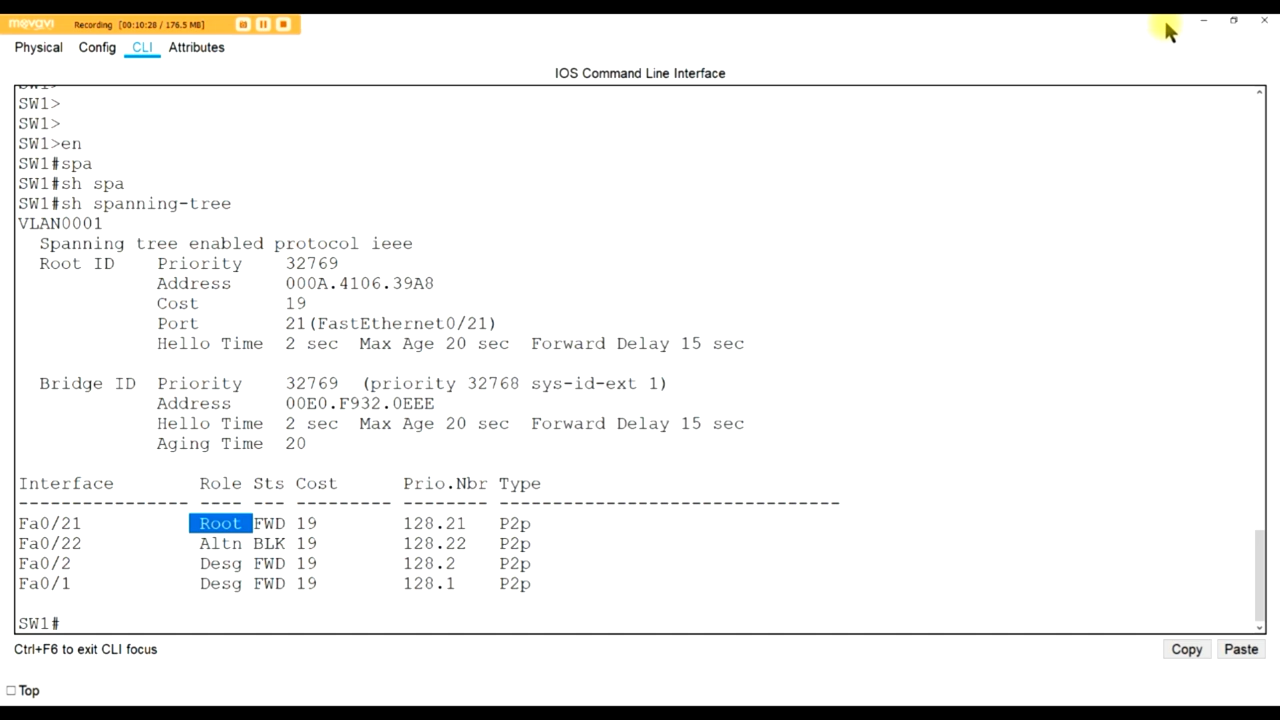 movavi Recording [00:10:28 / 176.5 MB]
Physical Config CLI Attributes
IOS Command Line Interface
SW1>
SW1>
SW1>
SW1>en
SW1#spa
SW1#sh spa
SW1#sh spanning-tree
VLAN0001
Spanning tree enabled protocol ieee
Root ID Priority 32769
Address 000A.4106.39A8
Cost 19
Port 21(FastEthernet0/21)
Hello Time 2 sec Max Age 20 sec Forward Delay 15 sec
Bridge ID Priority 32769 (priority 32768 sys-id-ext 1)
Address 00E0.F932.0EEE
Hello Time 2 sec Max Age 20 sec Forward Delay 15 sec
Aging Time 20
Interface Role Sts Cost Prio.Nbr Type
---------------- ---- --- --------- -------- --------------------------------
Fa0/21 Root FWD 19 128.21 P2p
Fa0/22 Altn BLK 19 128.22 P2p
Fa0/2 Desg FWD 19 128.2 P2p
Fa0/1 Desg FWD 19 128.1 P2p
SW1#
Ctrl+F6 to exit CLI focus
Copy Paste
Top